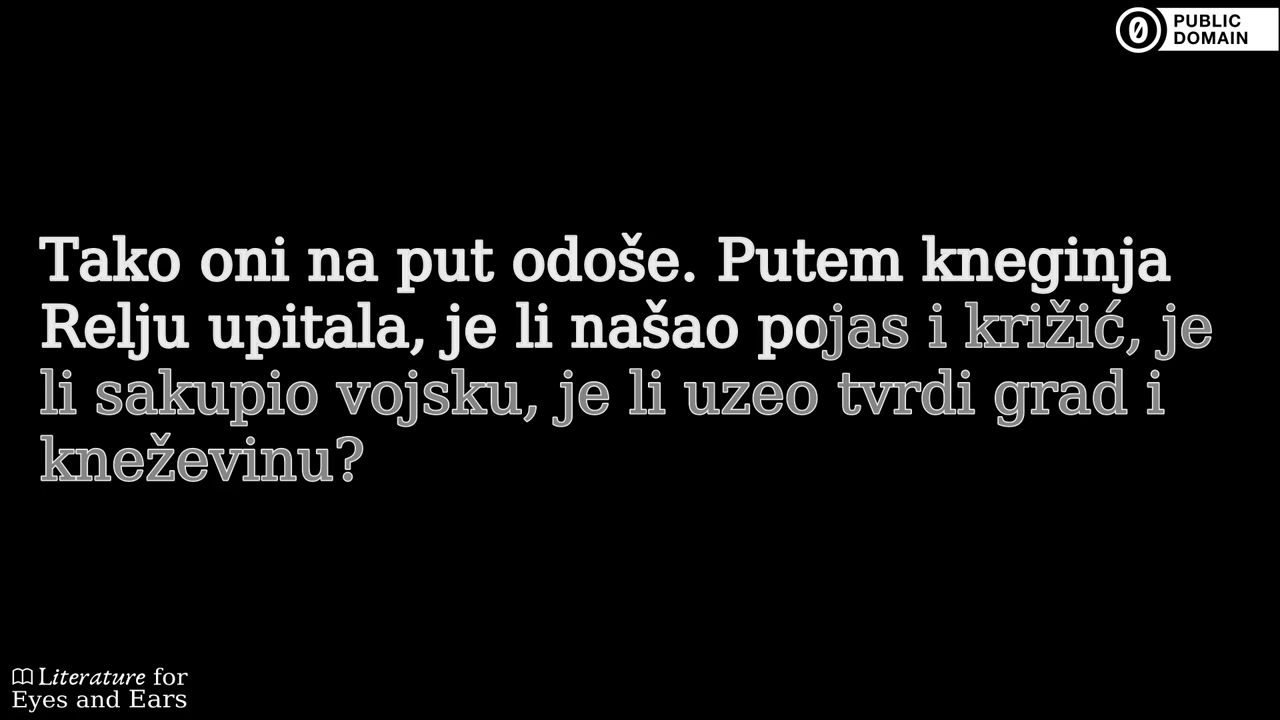 PUBLIC
DOMAIN
Tako oni na put odoše. Putem kneginja
Relju upitala, je li našao pojas i križić, je
li sakupio vojsku, je li uzeo tvrdi grad i
kneževinu?
Literature for
Eyes and Ears